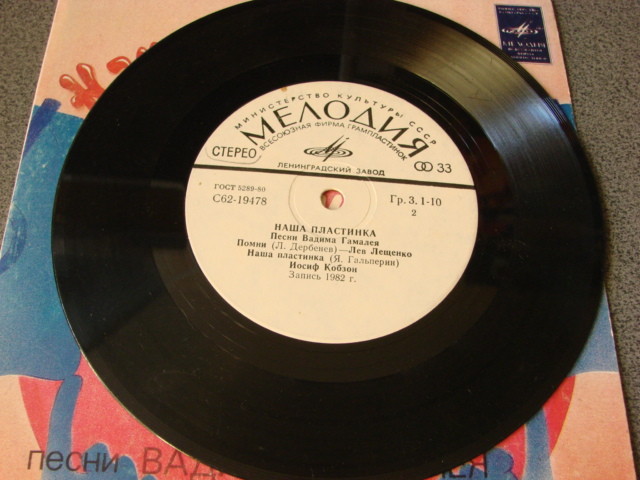 МИНИСТЕРСТВО КУЛЬТУРЫ СССР
МЕЛОДИЯ
ВСЕСОЮЗНАЯ ФИРМА ГРАМПЛАСТИНОК
СТЕРЕО
33
ЛЕНИНГРАДСКИЙ ЗАВОД
ГОСТ 5289-80
С62-19478
Гр. 3. 1-10
2
НАША ПЛАСТИНКА
Песни Вадима Гамалея
Помни (Л. Дербенев)—Лев Лещенко
Наша пластинка (Я. Гальперин)
Иосиф Кобзон
Запись 1982 г.
МЕЛОДИЯ
песни ВАД